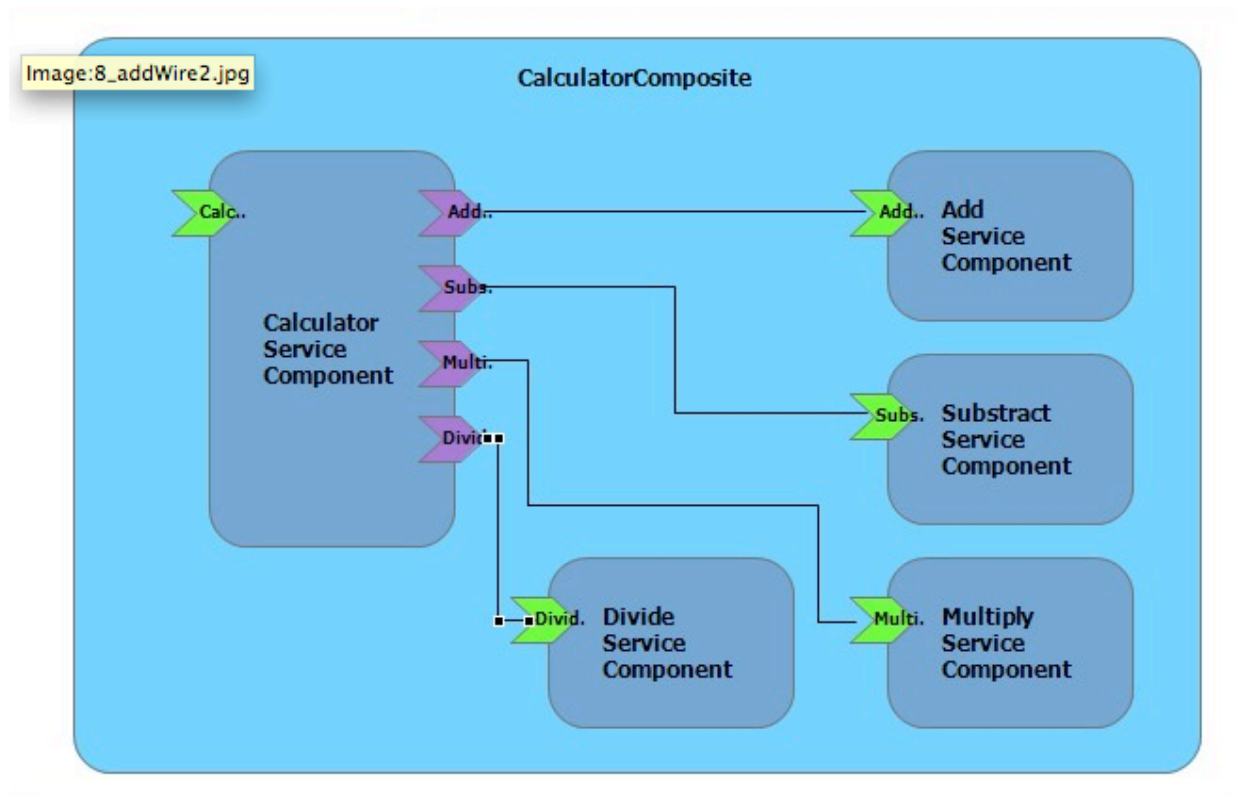 Image:8_addWire2.jpg
CalculatorComposite
Calc..
Calculator
Service
Component
Add..
Subs.
Multi.
Divid
Add..
Add
Service
Component
Subs.
Substract
Service
Component
Divid.
Divide
Service
Component
Multi.
Multiply
Service
Component